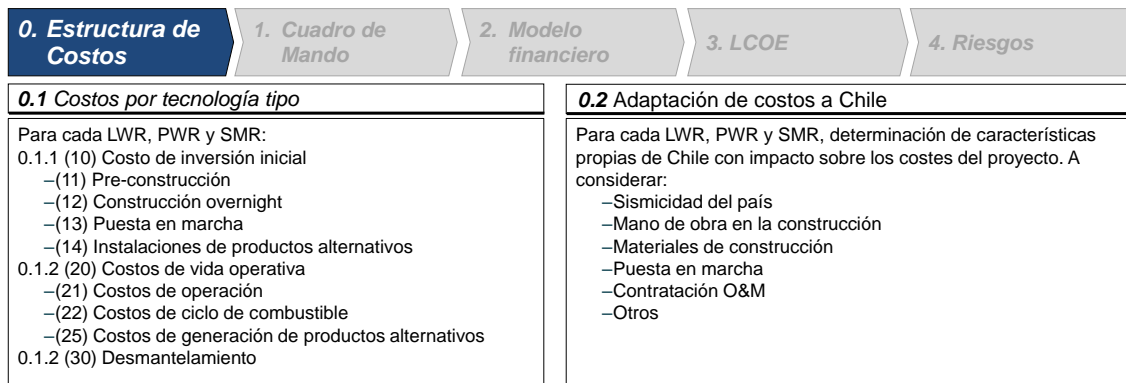 0. Estructura de
Costos
1. Cuadro de
Mando
2. Modelo
financiero
3. LCOE
4. Riesgos
0.1 Costos por tecnología tipo
Para cada LWR, PWR y SMR:
0.1.1 (10) Costo de inversión inicial
–(11) Pre-construcción
–(12) Construcción overnight
–(13) Puesta en marcha
–(14) Instalaciones de productos alternativos
0.1.2 (20) Costos de vida operativa
–(21) Costos de operación
–(22) Costos de ciclo de combustible
–(25) Costos de generación de productos alternativos
0.1.2 (30) Desmantelamiento
0.2 Adaptación de costos a Chile
Para cada LWR, PWR y SMR, determinación de características
propias de Chile con impacto sobre los costes del proyecto. A
considerar:
–Sismicidad del país
–Mano de obra en la construcción
–Materiales de construcción
–Puesta en marcha
–Contratación O&M
–Otros